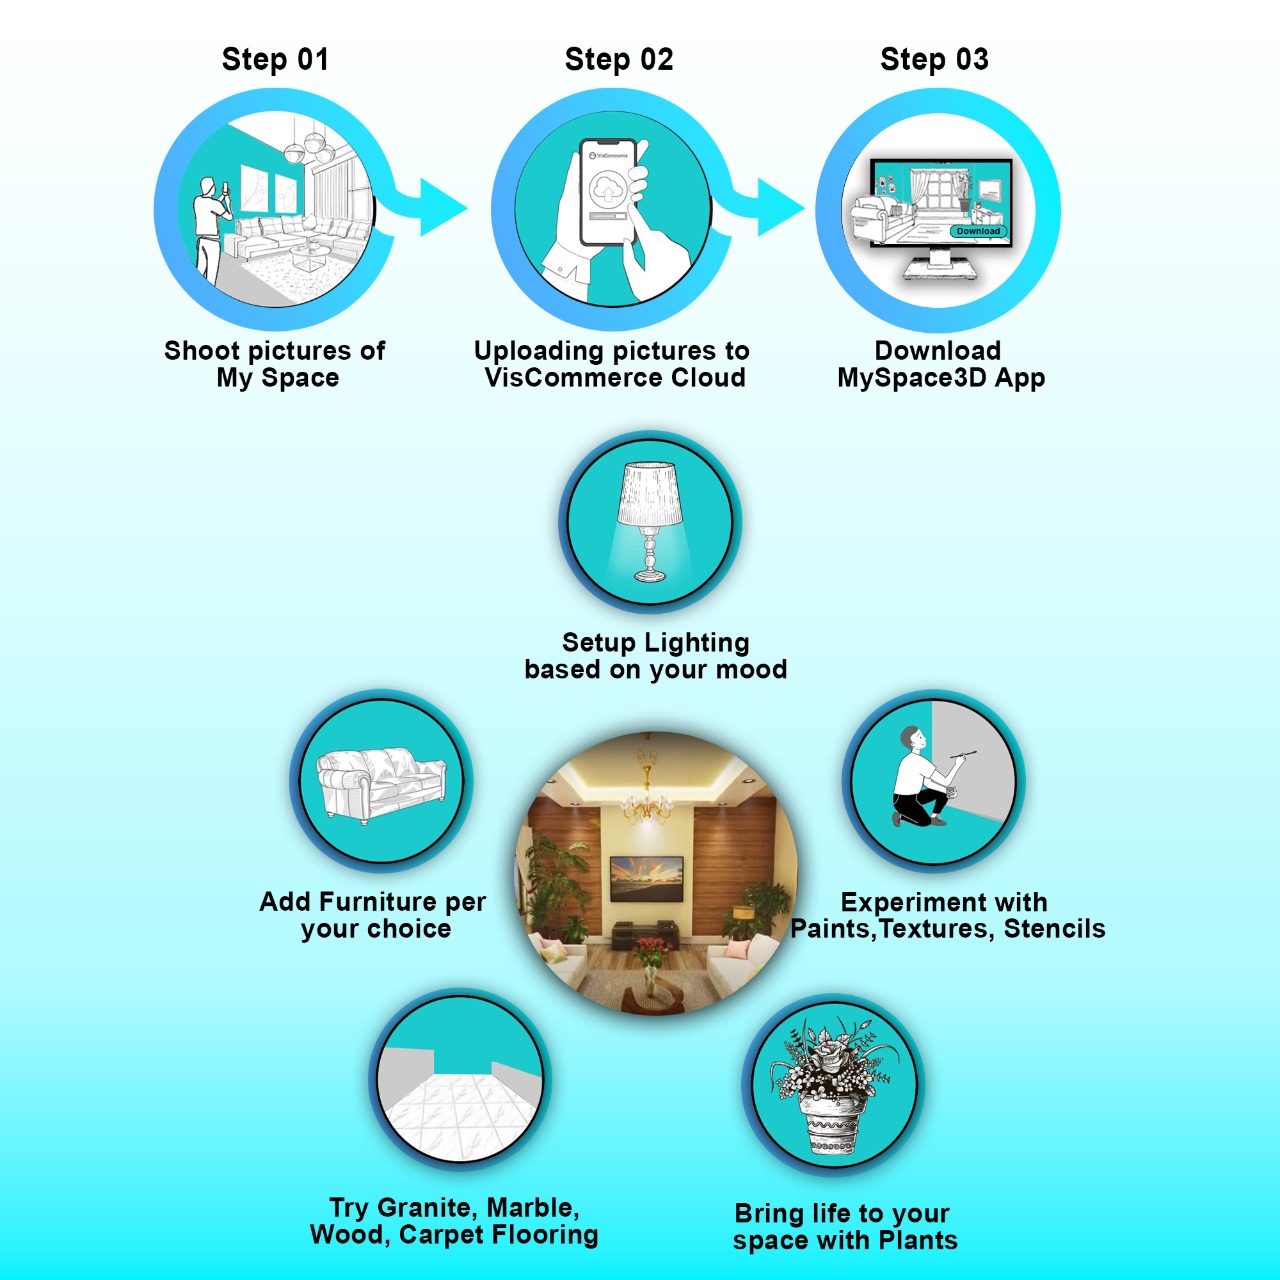 Step 01
Step 02
Step 03
VisCommerce
Download
Shoot pictures of
My Space
Uploading pictures to
VisCommerce Cloud
Download
MySpace3D App
Setup Lighting
based on your mood
Add Furniture per
your choice
Experiment with
Paints,Textures, Stencils
Try Granite, Marble,
Wood, Carpet Flooring
Bring life to your
space with Plants